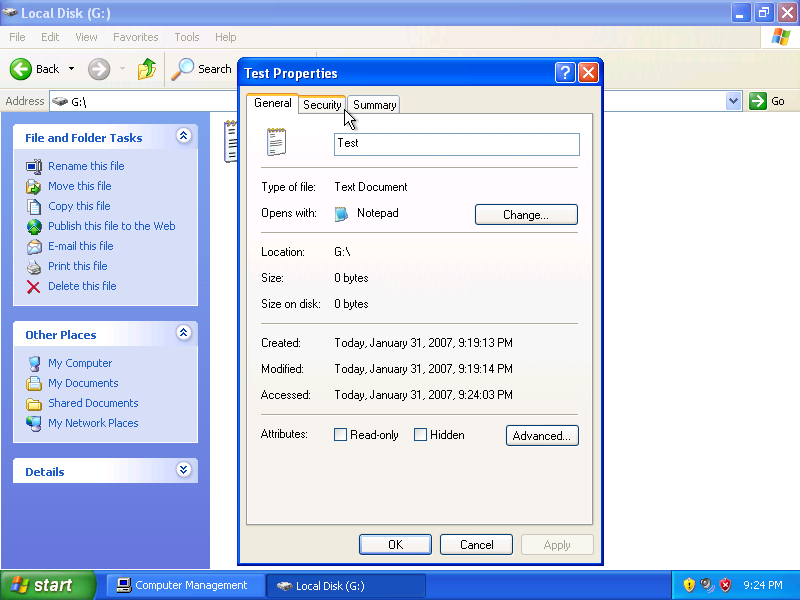 Local Disk (G:)
File Edit View Favorites Tools Help
Back Search
Address G:\ Go
File and Folder Tasks
Rename this file
Move this file
Copy this file
Publish this file to the Web
E-mail this file
Print this file
Delete this file
Other Places
My Computer
My Documents
Shared Documents
My Network Places
Details
Test Properties
General Security Summary
Test
Type of file: Text Document
Opens with: Notepad Change...
Location: G:\
Size: 0 bytes
Size on disk: 0 bytes
Created: Today, January 31, 2007, 9:19:13 PM
Modified: Today, January 31, 2007, 9:19:14 PM
Accessed: Today, January 31, 2007, 9:24:03 PM
Attributes: Read-only Hidden Advanced...
OK Cancel Apply
start Computer Management Local Disk (G:) 9:24 PM